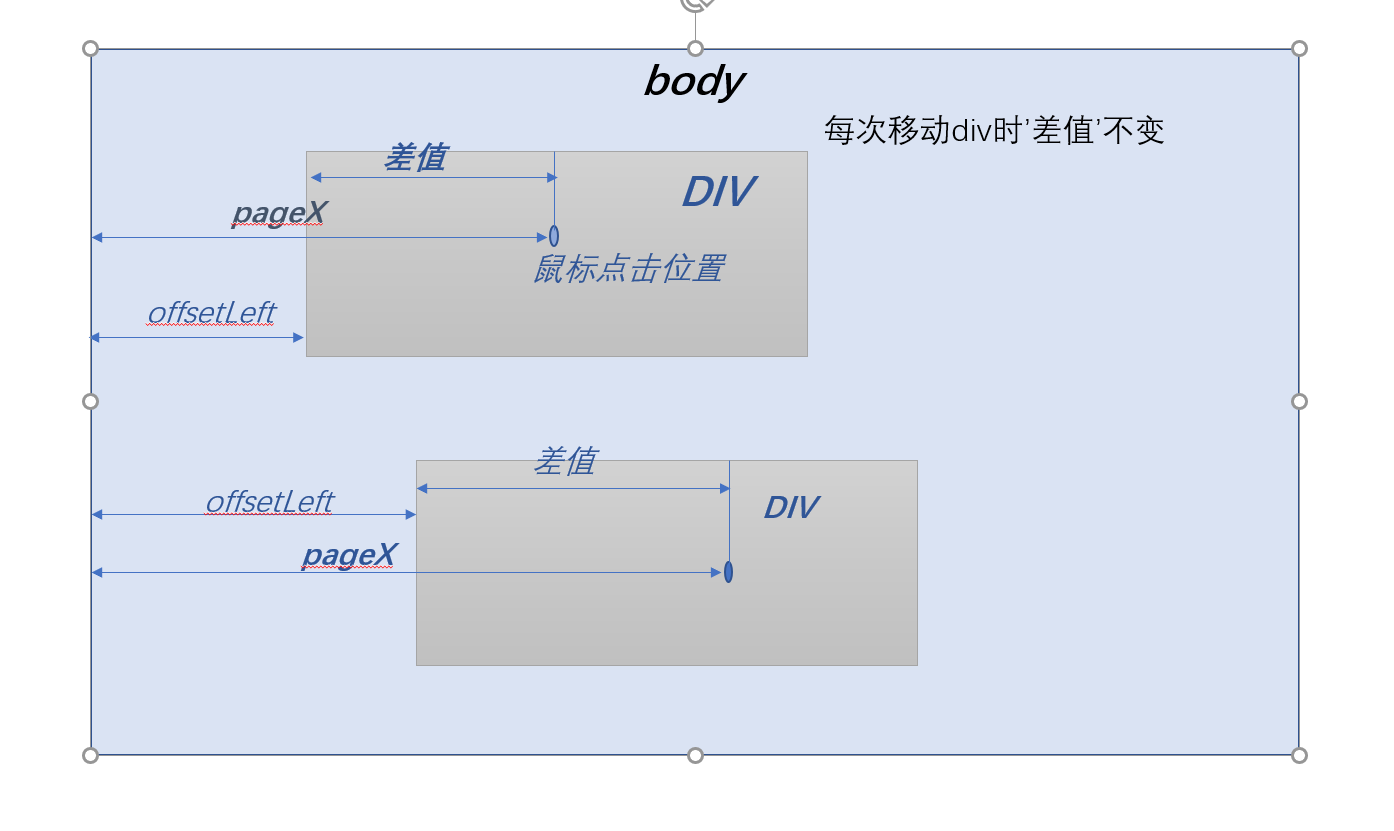 body
每次移动div时’差值’不变
差值
DIV
pageX
鼠标点击位置
offsetLeft
差值
offsetLeft
DIV
pageX